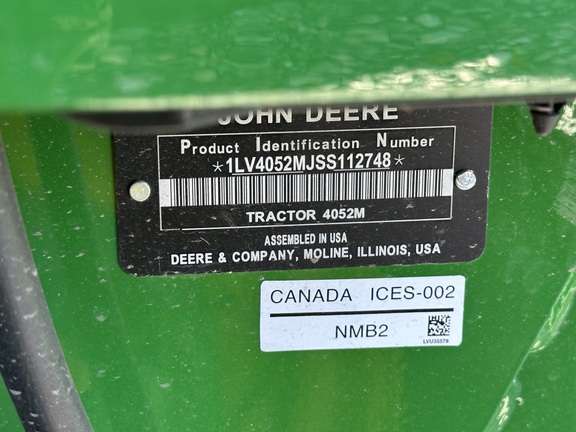 JOHN DEERE
Product Identification Number
*1LV4052MJSS112748*
TRACTOR 4052M
ASSEMBLED IN USA
DEERE & COMPANY, MOLINE, ILLINOIS, USA
CANADA ICES-002
NMB2
LVU35578